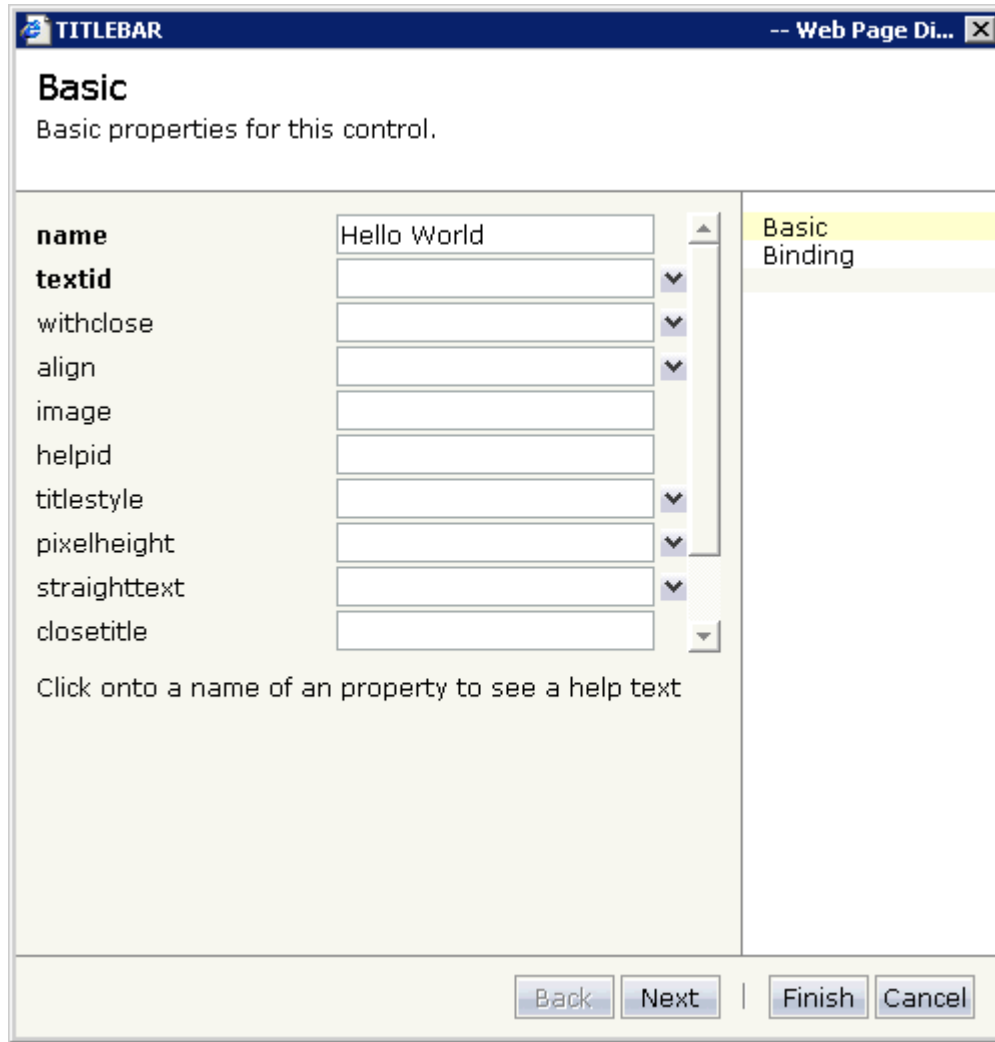 TITLEBAR -- Web Page Di...
Basic
Basic properties for this control.
name Hello World
textid
withclose
align
image
helpid
titlestyle
pixelheight
straighttext
closetitle
Click onto a name of an property to see a help text
Basic
Binding
Back Next | Finish Cancel